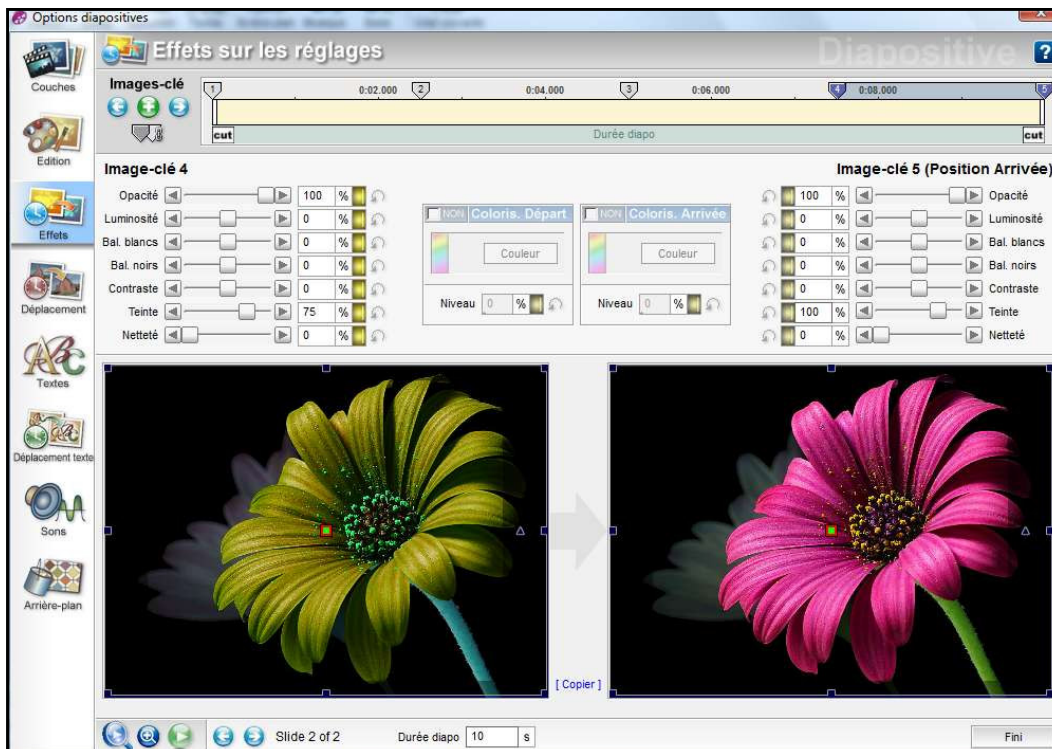 Options diapositives
Effets sur les réglages
Diapositive ?
Couches
Edition
Effets
Déplacement
Textes
Déplacement texte
Sons
Arrière-plan
Images-clé
1 0:02.000 2 0:04.000 3 0:06.000 4 0:08.000 5
cut Durée diapo cut
Image-clé 4
Opacité 100 %
Luminosité 0 %
Bal. blancs 0 %
Bal. noirs 0 %
Contraste 0 %
Teinte 75 %
Netteté 0 %
NON Coloris. Départ
Couleur
Niveau 0 %
NON Coloris. Arrivée
Couleur
Niveau 0 %
Image-clé 5 (Position Arrivée)
100 % Opacité
0 % Luminosité
0 % Bal. blancs
0 % Bal. noirs
0 % Contraste
100 % Teinte
0 % Netteté
[ Copier ]
Slide 2 of 2 Durée diapo 10 s Fini